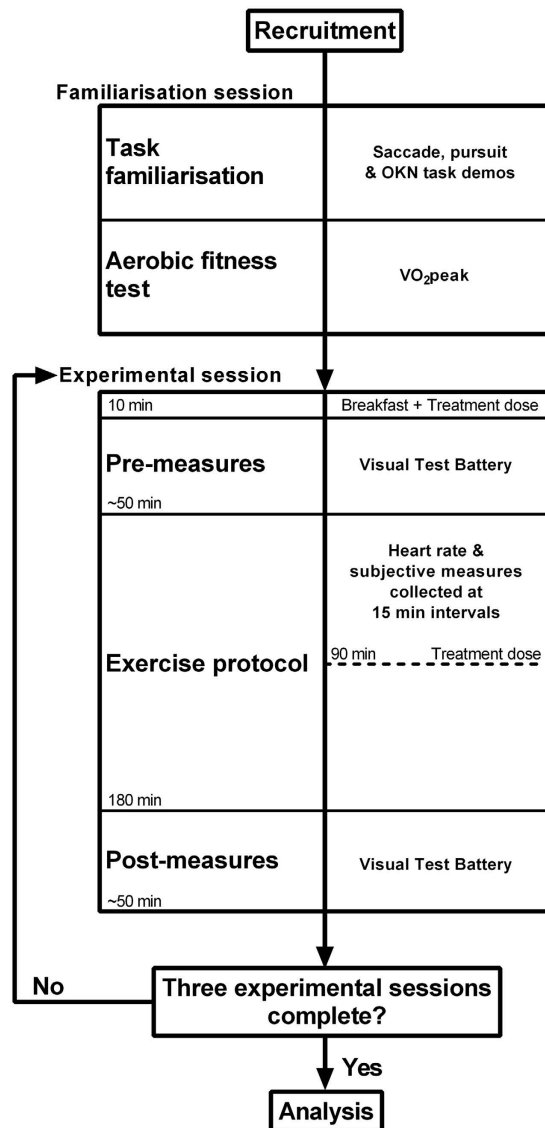 Recruitment
Familiarisation session
Task
familiarisation
Saccade, pursuit
& OKN task demos
Aerobic fitness
test
VO₂peak
Experimental session
10 min
Breakfast + Treatment dose
Pre-measures
Visual Test Battery
~50 min
Heart rate &
subjective measures
collected at
15 min intervals
Exercise protocol
90 min
Treatment dose
180 min
Post-measures
Visual Test Battery
~50 min
No
Three experimental sessions
complete?
Yes
Analysis